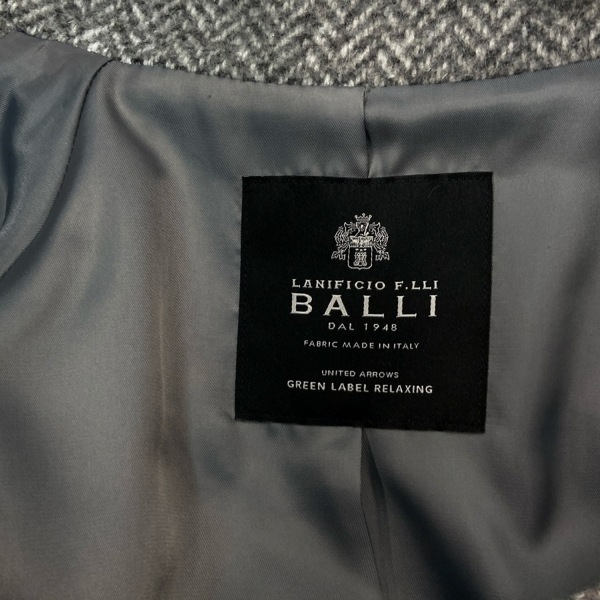 LANIFICIO F.LLI
BALLI
DAL 1948
FABRIC MADE IN ITALY
UNITED ARROWS
GREEN LABEL RELAXING